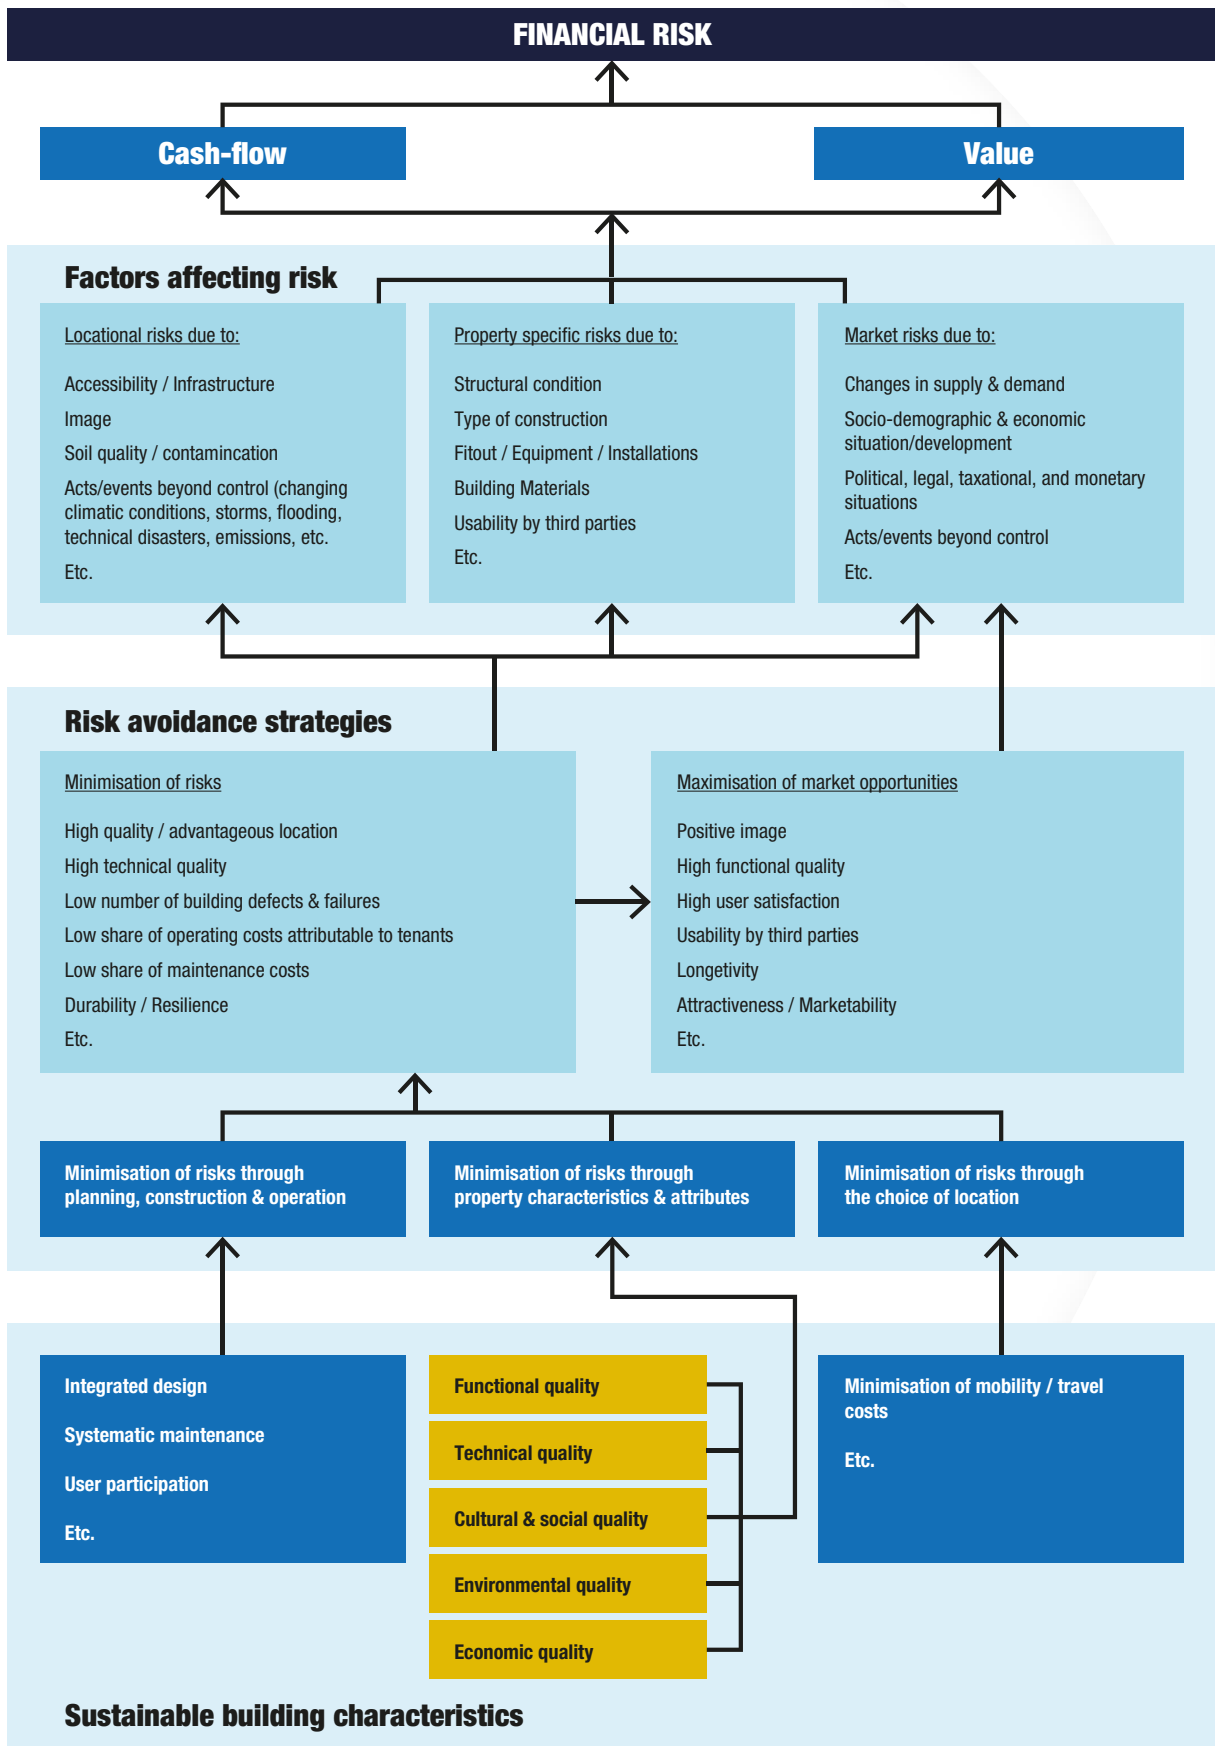 FINANCIAL RISK
Cash-flow
Value
Factors affecting risk
Locational risks due to:
Accessibility / Infrastructure
Image
Soil quality / contamincation
Acts/events beyond control (changing
climatic conditions, storms, flooding,
technical disasters, emissions, etc.
Etc.
Property specific risks due to:
Structural condition
Type of construction
Fitout / Equipment / Installations
Building Materials
Usability by third parties
Etc.
Market risks due to:
Changes in supply & demand
Socio-demographic & economic
situation/development
Political, legal, taxational, and monetary
situations
Acts/events beyond control
Etc.
Risk avoidance strategies
Minimisation of risks
High quality / advantageous location
High technical quality
Low number of building defects & failures
Low share of operating costs attributable to tenants
Low share of maintenance costs
Durability / Resilience
Etc.
Maximisation of market opportunities
Positive image
High functional quality
High user satisfaction
Usability by third parties
Longetivity
Attractiveness / Marketability
Etc.
Minimisation of risks through
planning, construction & operation
Minimisation of risks through
property characteristics & attributes
Minimisation of risks through
the choice of location
Integrated design
Systematic maintenance
User participation
Etc.
Functional quality
Technical quality
Cultural & social quality
Environmental quality
Economic quality
Minimisation of mobility / travel
costs
Etc.
Sustainable building characteristics